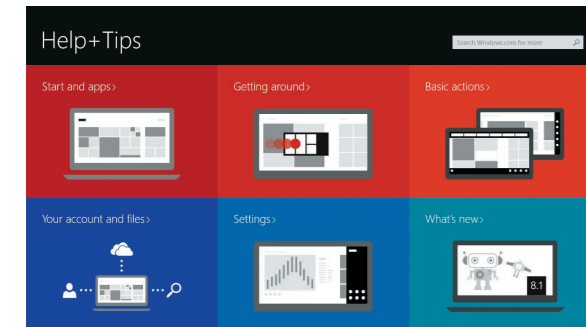 Help+Tips
Search Windows.com for more
Start and apps>
Getting around>
Basic actions>
Your account and files>
Settings>
What's new>
8.1